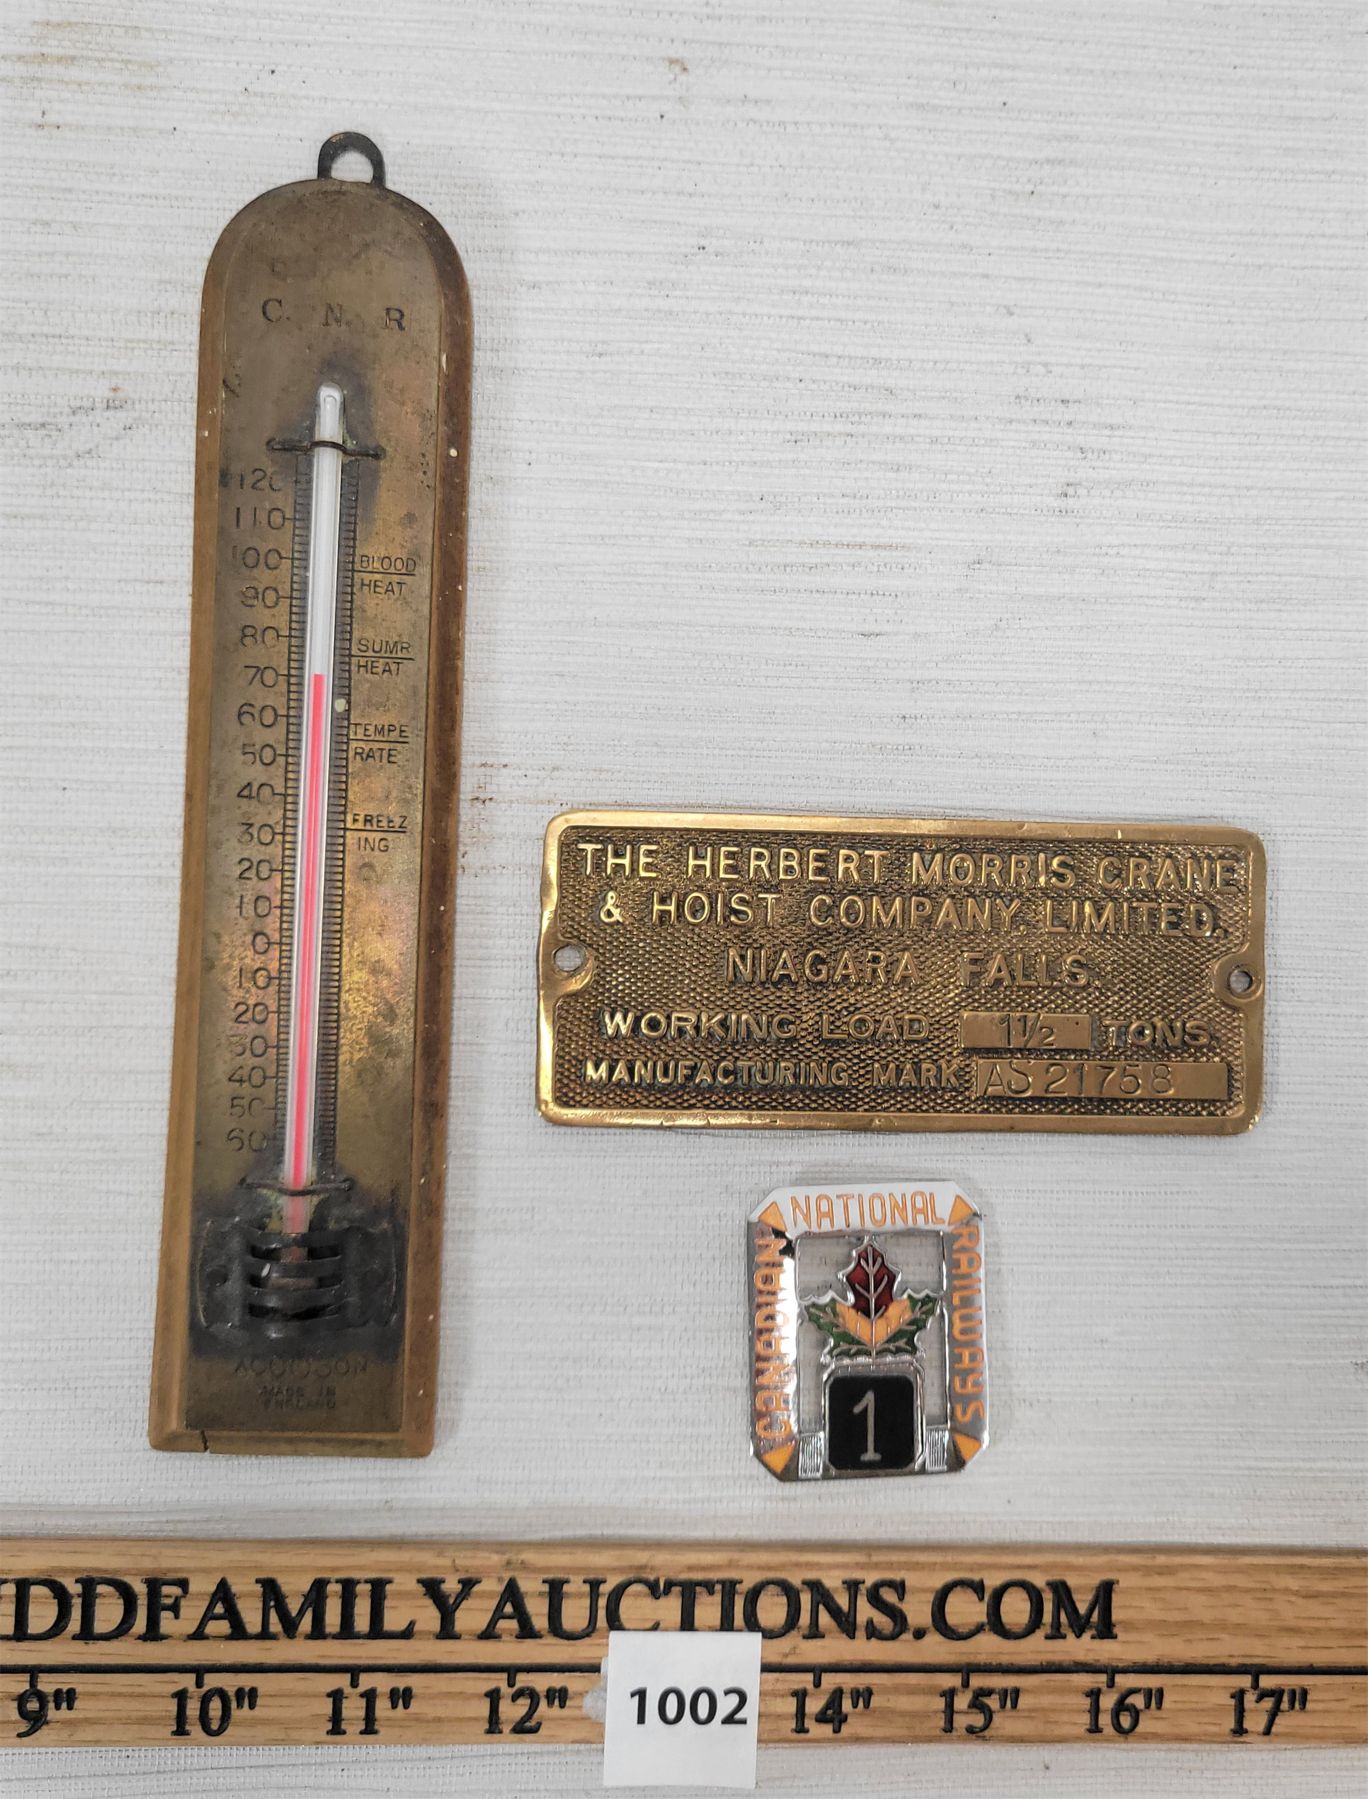 C. N. R
120
110
100
90
80
70
60
50
40
30
20
10
0
10
20
30
40
50
60
BLOOD
HEAT
SUMR
HEAT
TEMPE
RATE
FREEZ
ING
MADE IN
ENGLAND
THE HERBERT MORRIS CRANE
& HOIST COMPANY, LIMITED.
NIAGARA FALLS.
WORKING LOAD 1 1/2 TONS
MANUFACTURING MARK AS 21758
CANADIAN
NATIONAL
RAILWAYS
1
DDFAMILYAUCTIONS.COM
9" 10" 11" 12" 14" 15" 16" 17"
1002